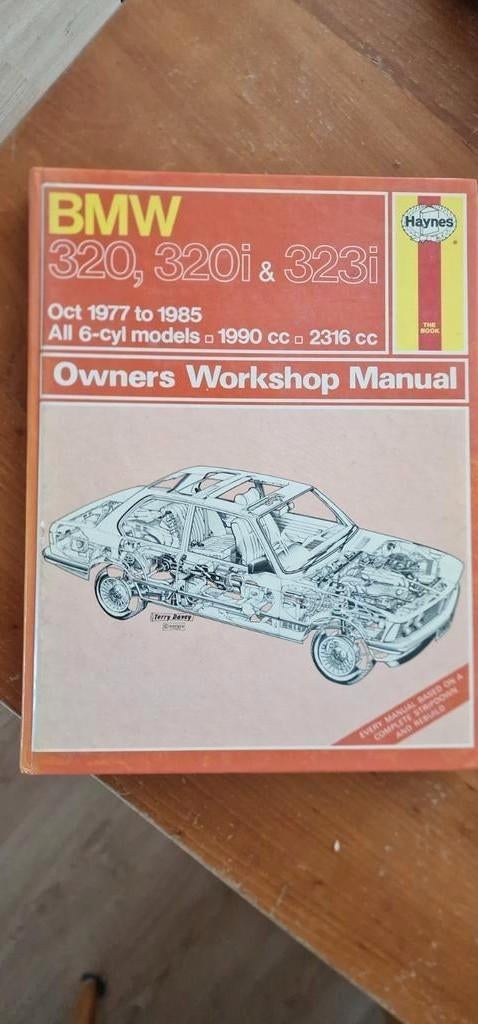 BMW
320, 320i & 323i
Oct 1977 to 1985
All 6-cyl models □ 1990 cc □ 2316 cc
Haynes
®
THE
BOOK
Owners Workshop Manual
Terry Davey
EVERY MANUAL BASED ON A
COMPLETE STRIPDOWN
AND REBUILD